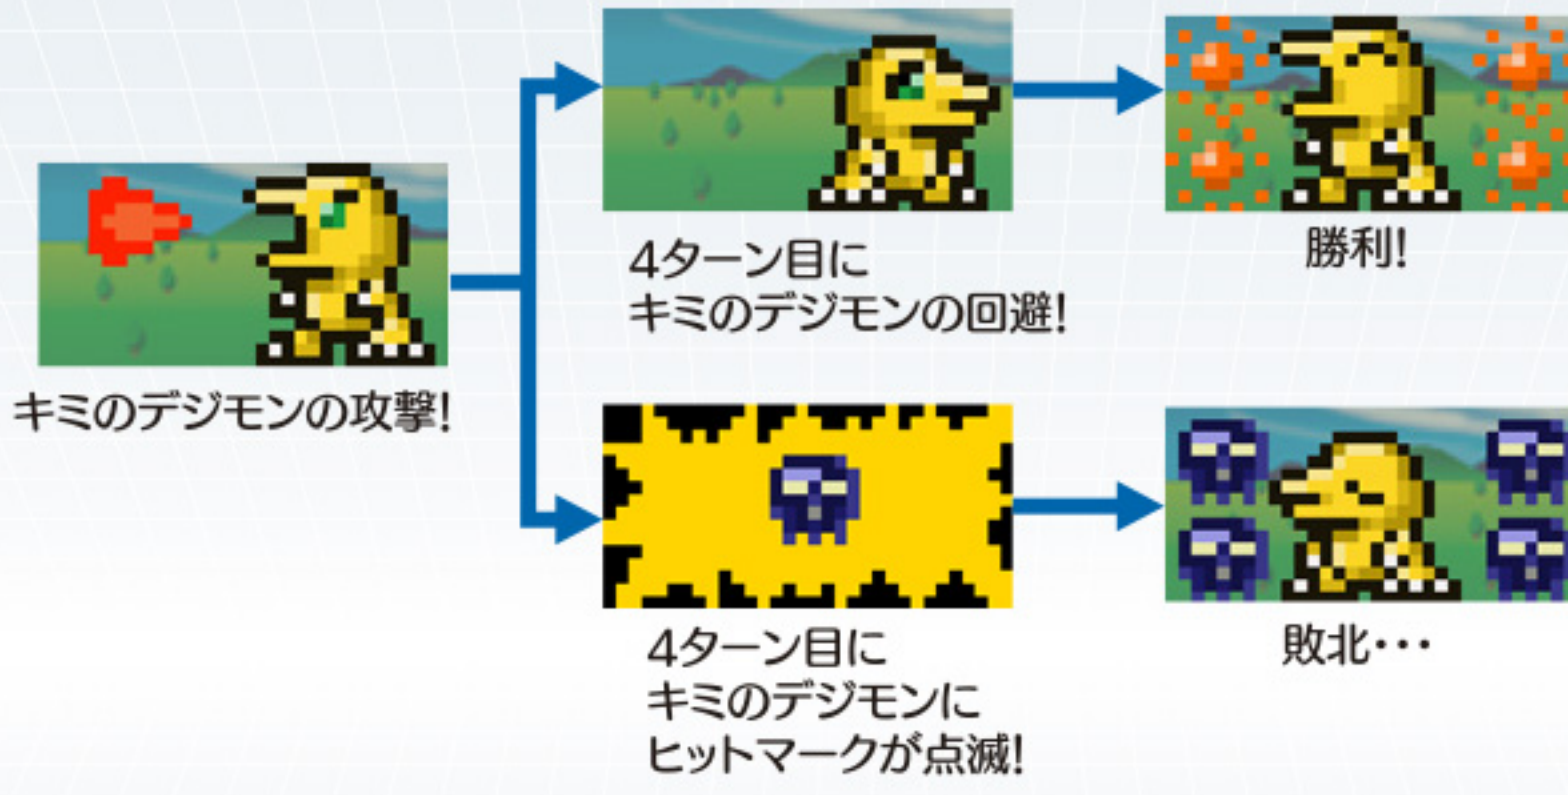 キミのデジモンの攻撃!
4ターン目に
キミのデジモンの回避!
勝利!
4ターン目に
キミのデジモンに
ヒットマークが点滅!
敗北･･･